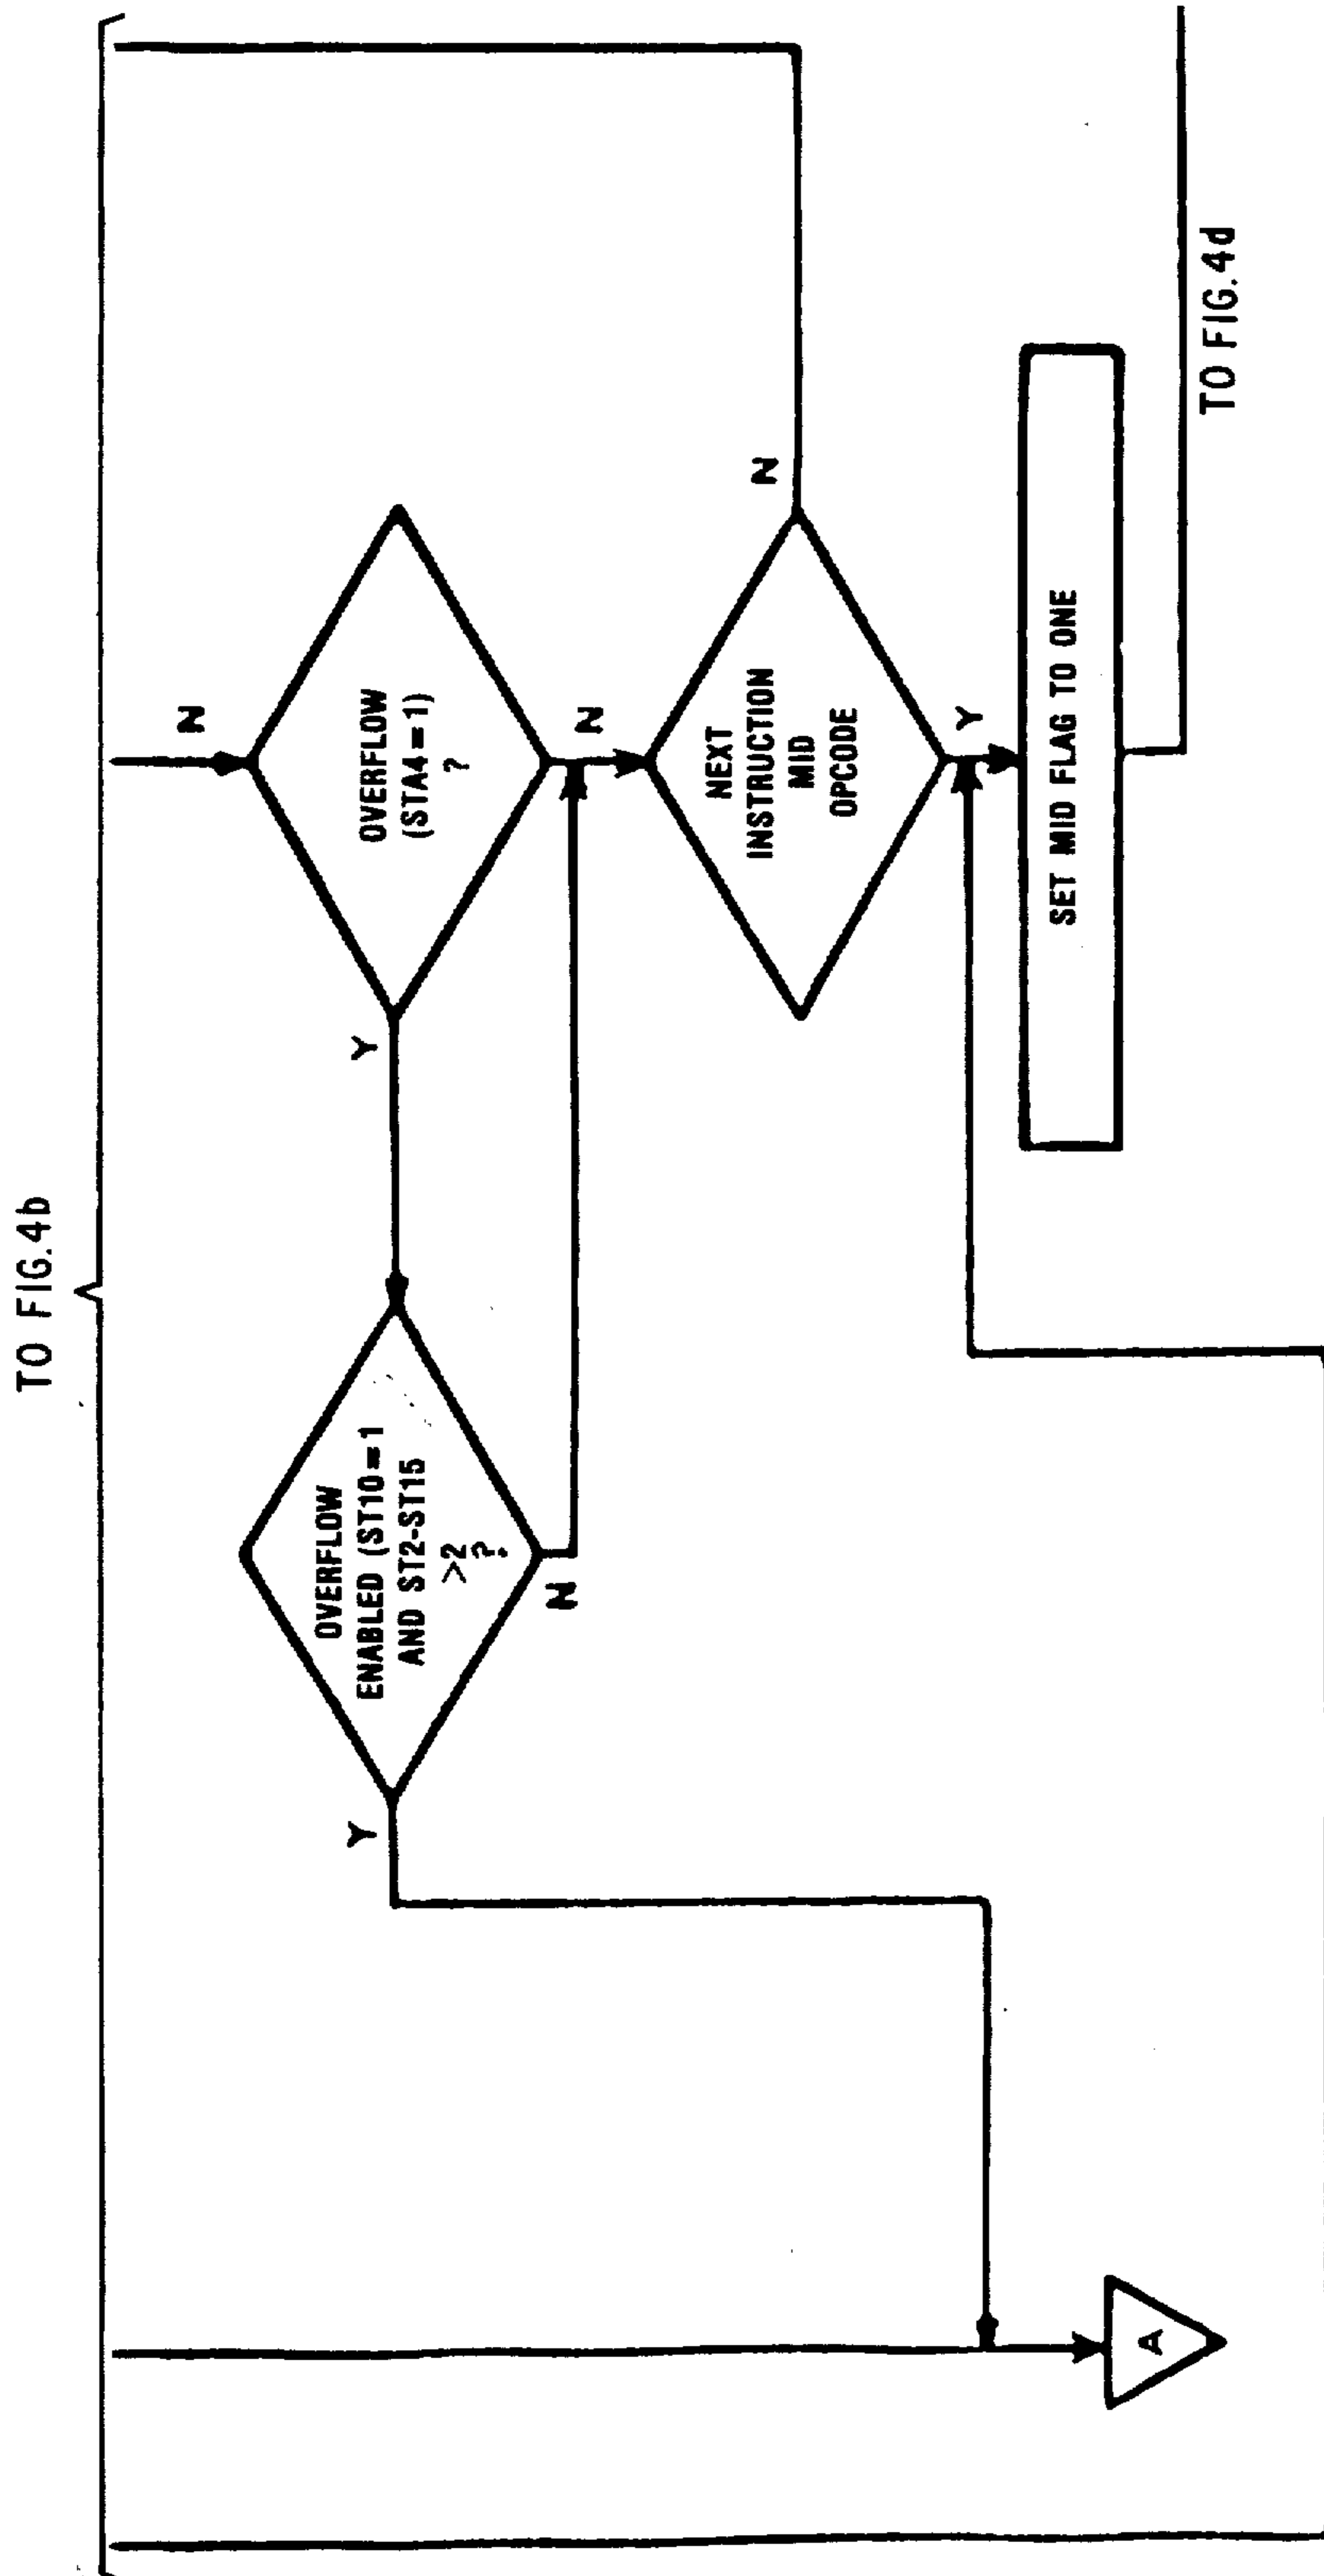 TO FIG.4b
N
OVERFLOW
(STA4=1)
?
Y
N
OVERFLOW
ENABLED (ST10=1
AND ST2-ST15
>2
?
Y
N
NEXT
INSTRUCTION
MID
OPCODE
N
Y
SET MID FLAG TO ONE
A
TO FIG.4d